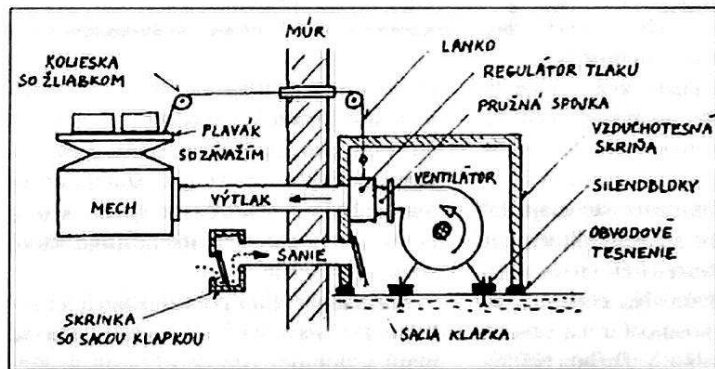 MÚR
LANKO
KOLIESKA
SO ŽLIABKOM
REGULÁTOR TLAKU
PRUŽNÁ SPOJKA
VZDUCHOTESNÁ
SKRIŇA
PLAVÁK
SO ZÁVAŽÍM
VENTILÁTOR
SILENDBLOKY
MECH
VÝTLAK
OBVODOVÉ
TESNENIE
SANIE
SKRINKA
SO SACOU KLAPKOU
SACIA KLAPKA